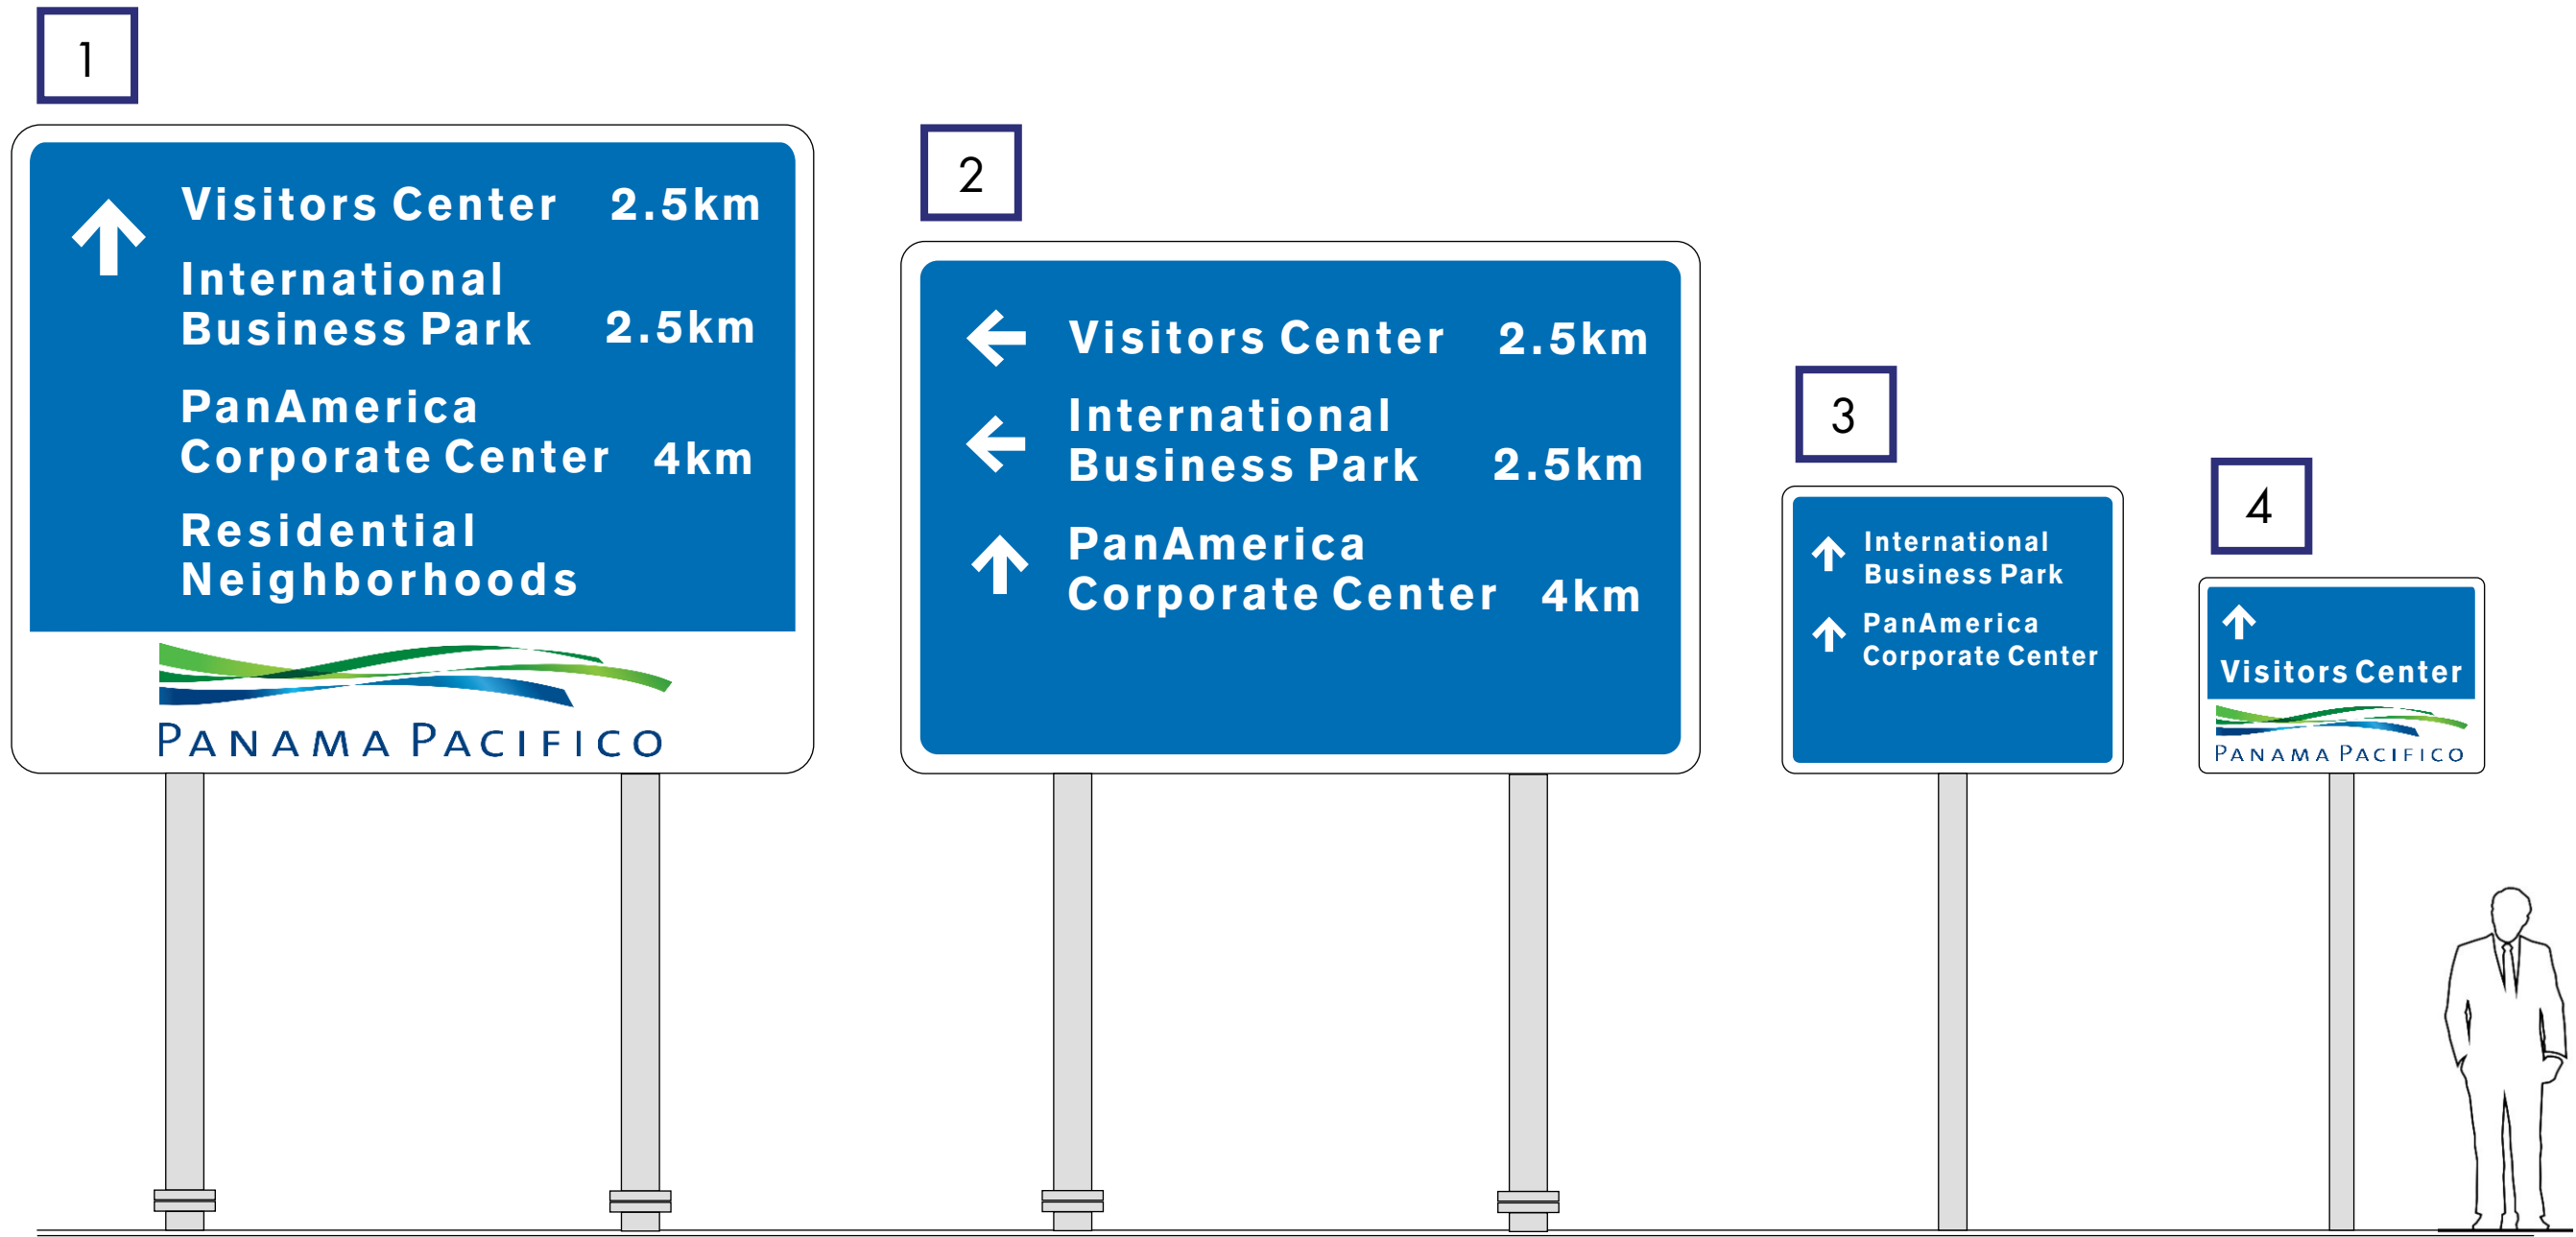 1
Visitors Center 2.5km
International
Business Park 2.5km
PanAmerica
Corporate Center 4km
Residential
Neighborhoods
PANAMA PACIFICO
2
Visitors Center 2.5km
International
Business Park 2.5km
PanAmerica
Corporate Center 4km
3
International
Business Park
PanAmerica
Corporate Center
4
Visitors Center
PANAMA PACIFICO